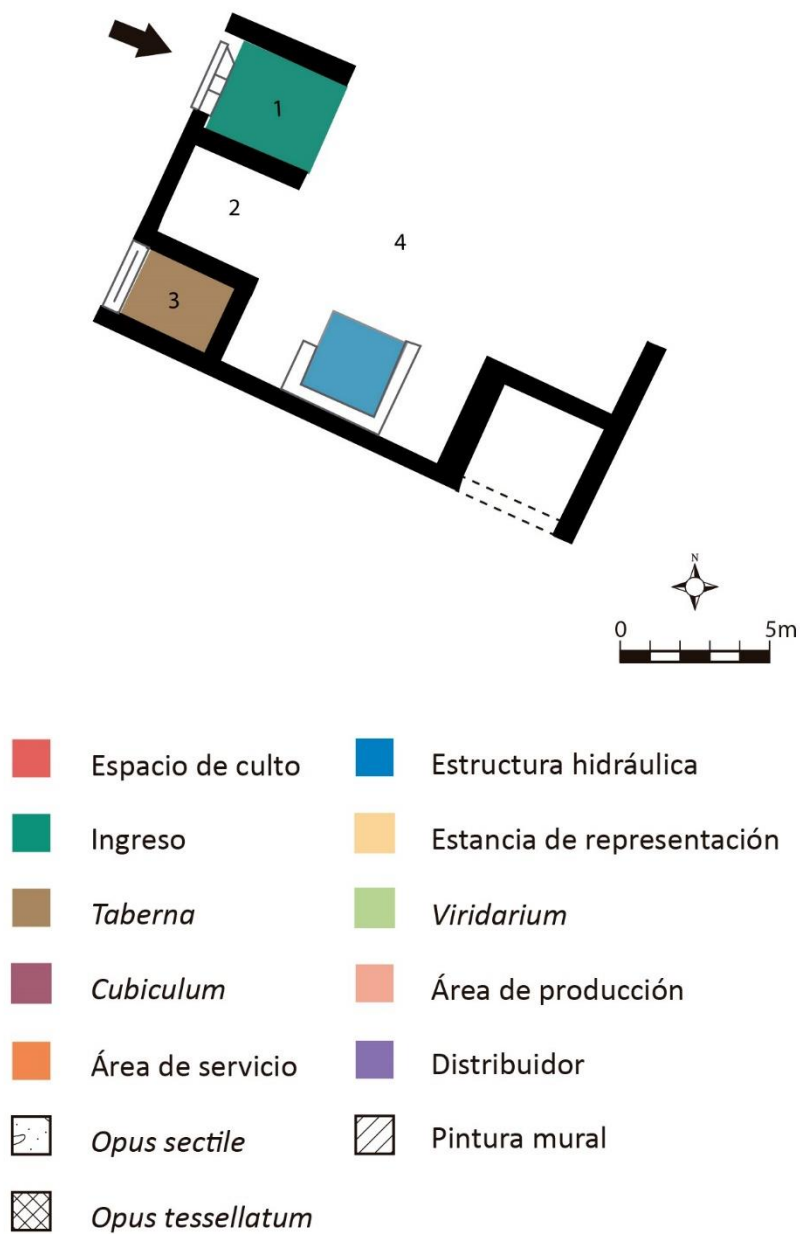 1
2
4
3
N
0 5m
Espacio de culto
Estructura hidráulica
Ingreso
Estancia de representación
Taberna
Viridarium
Cubiculum
Área de producción
Área de servicio
Distribuidor
Opus sectile
Pintura mural
Opus tessellatum